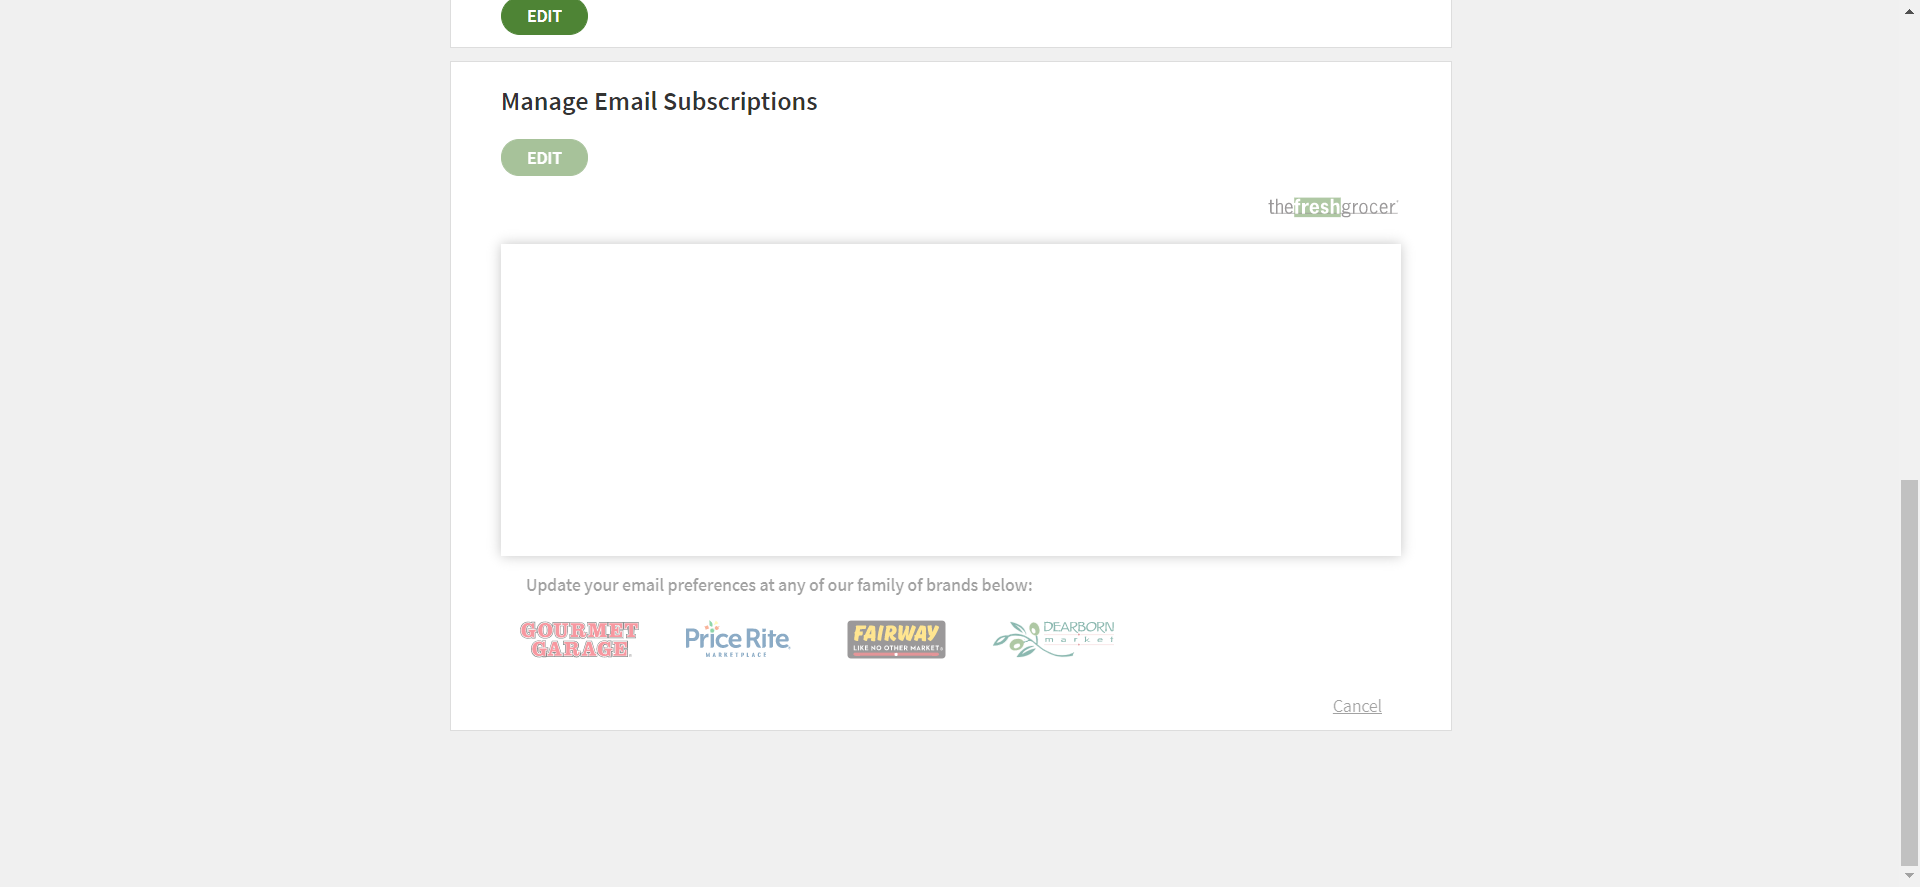 EDIT
Manage Email Subscriptions
EDIT
thefreshgrocer
Update your email preferences at any of our family of brands below:
GOURMET
GARAGE
Price Rite
MARKETPLACE
FAIRWAY
LIKE NO OTHER MARKET
DEARBORN
market
Cancel